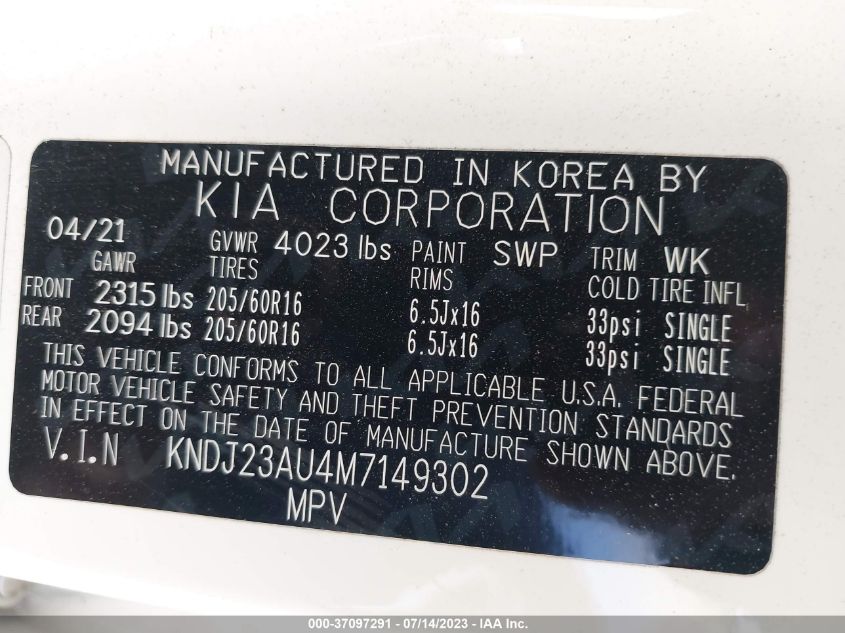 MANUFACTURED IN KOREA BY
KIA CORPORATION
04/21 GVWR 4023 lbs PAINT SWP TRIM WK
GAWR TIRES RIMS COLD TIRE INFL
FRONT 2315 lbs 205/60R16 6.5Jx16 33psi SINGLE
REAR 2094 lbs 205/60R16 6.5Jx16 33psi SINGLE
THIS VEHICLE CONFORMS TO ALL APPLICABLE U.S.A. FEDERAL
MOTOR VEHICLE SAFETY AND THEFT PREVENTION STANDARDS
IN EFFECT ON THE DATE OF MANUFACTURE SHOWN ABOVE.
V.I.N KNDJ23AU4M7149302
MPV
000-37097291 - 07/14/2023 - IAA Inc.